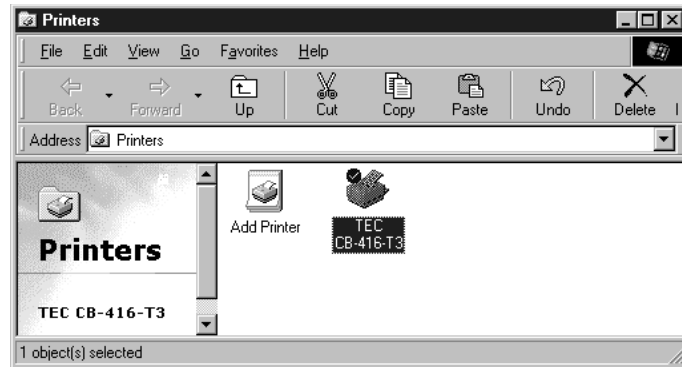 Printers
File Edit View Go Favorites Help
Back Forward Up Cut Copy Paste Undo Delete
Address Printers
Add Printer
TEC
CB-416-T3
Printers
TEC CB-416-T3
1 object(s) selected